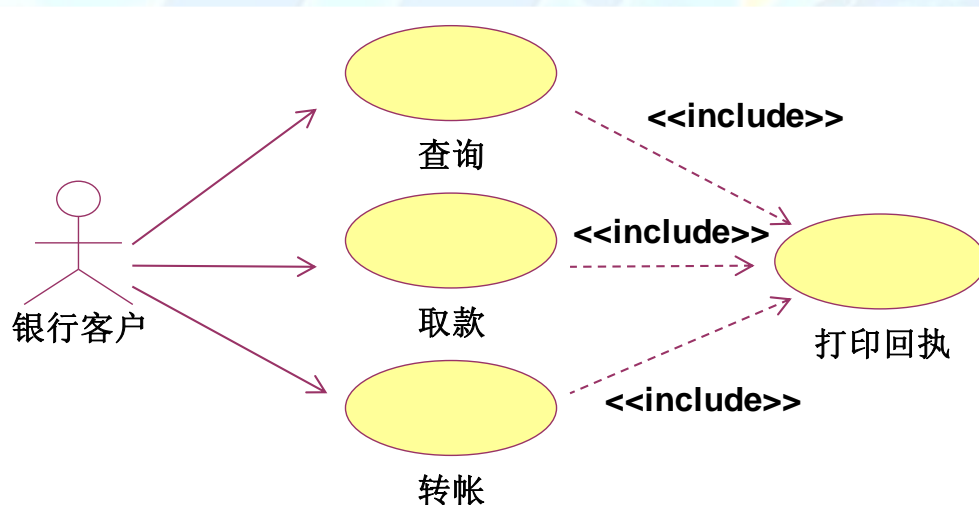 <<include>>
查询
<<include>>
银行客户
取款
打印回执
<<include>>
转帐